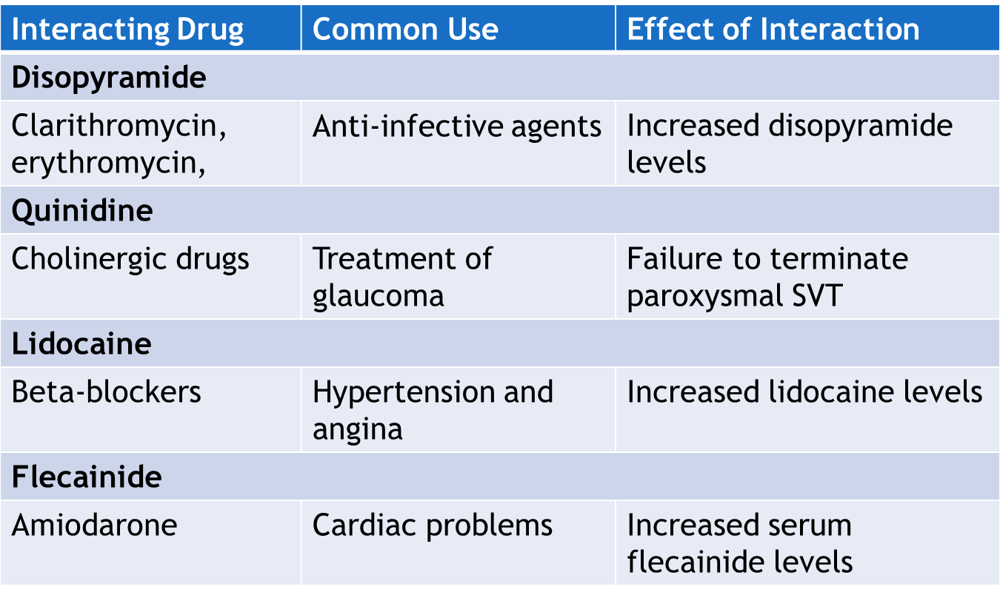 Interacting Drug Common Use Effect of Interaction
Disopyramide
Clarithromycin, Anti-infective agents Increased disopyramide
erythromycin, levels
Quinidine
Cholinergic drugs Treatment of Failure to terminate
glaucoma paroxysmal SVT
Lidocaine
Beta-blockers Hypertension and Increased lidocaine levels
angina
Flecainide
Amiodarone Cardiac problems Increased serum
flecainide levels